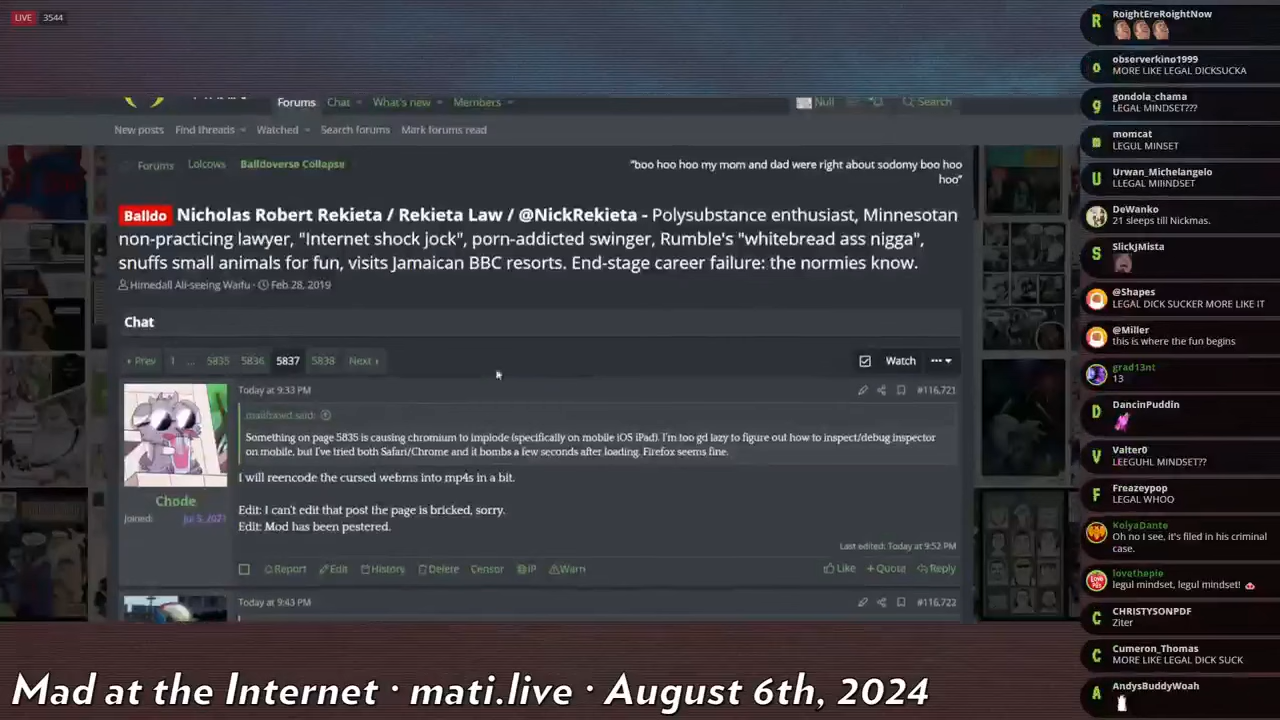 LIVE 3544
Forums Chat What's new Members Null Search
New posts Find threads Watched Search forums Mark forums read
Forums Lolcows Balldoverse Collapse
"boo hoo hoo my mom and dad were right about sodomy boo hoo
hoo"
Balldo Nicholas Robert Rekieta / Rekieta Law / @NickRekieta - Polysubstance enthusiast, Minnesotan
non-practicing lawyer, "Internet shock jock", porn-addicted swinger, Rumble's "whitebread ass nigga",
snuffs small animals for fun, visits Jamaican BBC resorts. End-stage career failure: the normies know.
Himedall All-seeing Waifu · Feb 28, 2019
Chat
Prev 1 ... 5835 5836 5837 5838 Next
Watch
Today at 9:33 PM #116,721
said:
Something on page 5835 is causing chromium to implode (specifically on mobile iOS iPad). I'm too gd lazy to figure out how to inspect/debug inspector
on mobile, but I've tried both Safari/Chrome and it bombs a few seconds after loading. Firefox seems fine.
I will reencode the cursed webms into mp4s in a bit.
Edit: I can't edit that post the page is bricked, sorry.
Edit: Mod has been pestered.
Chode
Joined:
Last edited: Today at 9:52 PM
Report Edit History Delete Censor IP Warn Like +Quote Reply
Today at 9:43 PM #116,722
Mad at the Internet · mati.live · August 6th, 2024
R RoightEreRoightNow
o observerkino1999
MORE LIKE LEGAL DICKSUCKA
g gondola_chama
LEGAL MINDSET???
momcat
LEGUL MINSET
U Urwan_Michelangelo
LLEGAL MIINDSET
DeWanko
21 sleeps till Nickmas.
S SlickJMista
@Shapes
LEGAL DICK SUCKER MORE LIKE IT
@Miller
this is where the fun begins
grad13nt
13
D DancinPuddin
V Valter0
LEEGUHL MINDSET??
F Freazeypop
LEGAL WHOO
KolyaDante
Oh no I see, it's filed in his criminal
case.
lovethepie
legul mindset, legul mindset!
C CHRISTYSONPDF
Ziter
C Cumeron_Thomas
MORE LIKE LEGAL DICK SUCK
A AndysBuddyWoah